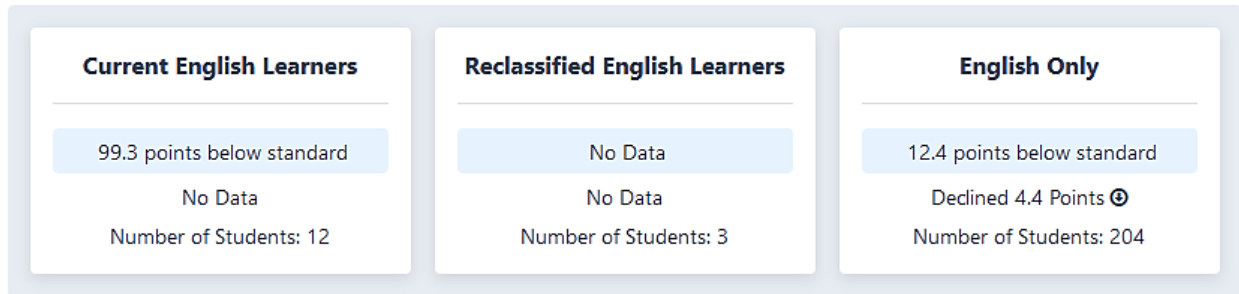 Current English Learners
99.3 points below standard
No Data
Number of Students: 12
Reclassified English Learners
No Data
No Data
Number of Students: 3
English Only
12.4 points below standard
Declined 4.4 Points
Number of Students: 204